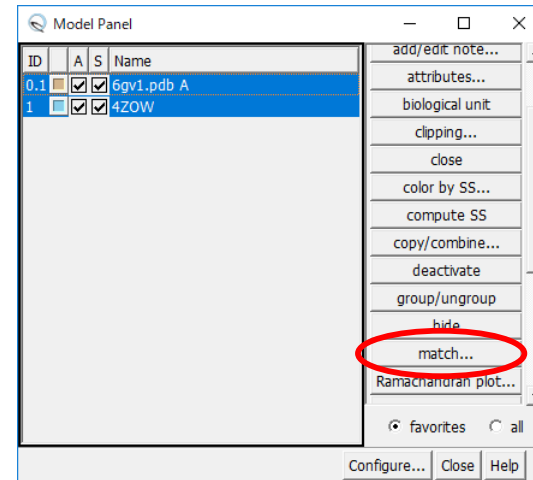 Model Panel
ID A S Name
0.1 6gv1.pdb A
1 4ZOW
add/edit note...
attributes...
biological unit
clipping...
close
color by SS...
compute SS
copy/combine...
deactivate
group/ungroup
hide
match...
Ramachandran plot...
favorites all
Configure... Close Help